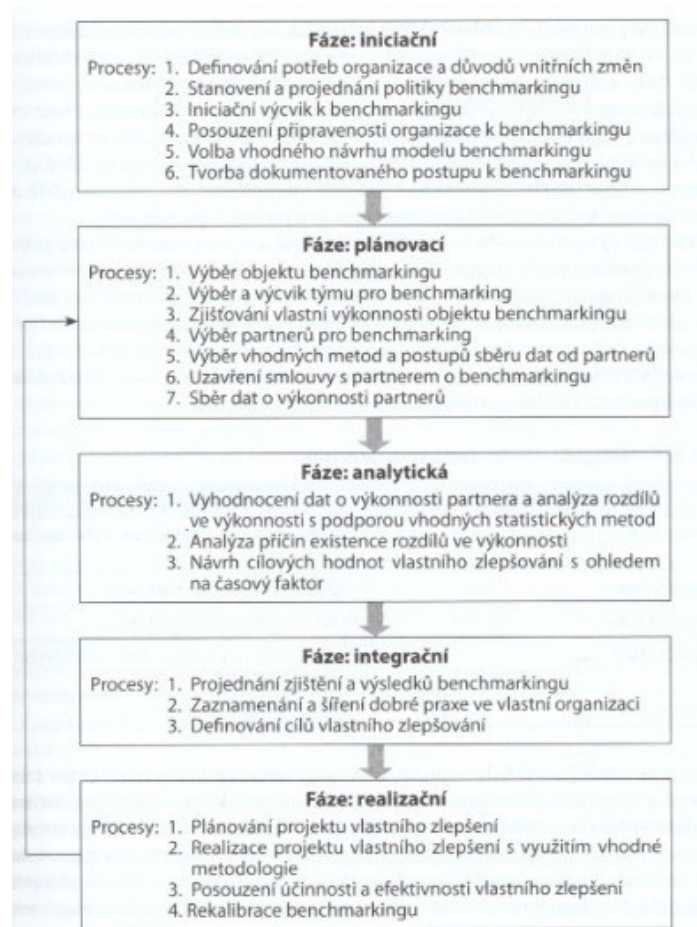 Fáze: iniciační
Procesy: 1. Definování potřeb organizace a důvodů vnitřních změn
2. Stanovení a projednání politiky benchmarkingu
3. Iniciační výcvik k benchmarkingu
4. Posouzení připravenosti organizace k benchmarkingu
5. Volba vhodného návrhu modelu benchmarkingu
6. Tvorba dokumentovaného postupu k benchmarkingu
Fáze: plánovací
Procesy: 1. Výběr objektu benchmarkingu
2. Výběr a výcvik týmu pro benchmarking
3. Zjišťování vlastní výkonnosti objektu benchmarkingu
4. Výběr partnerů pro benchmarking
5. Výběr vhodných metod a postupů sběru dat od partnerů
6. Uzavření smlouvy s partnerem o benchmarkingu
7. Sběr dat o výkonnosti partnerů
Fáze: analytická
Procesy: 1. Vyhodnocení dat o výkonnosti partnera a analýza rozdílů
ve výkonnosti s podporou vhodných statistických metod
2. Analýza příčin existence rozdílů ve výkonnosti
3. Návrh cílových hodnot vlastního zlepšování s ohledem
na časový faktor
Fáze: integrační
Procesy: 1. Projednání zjištění a výsledků benchmarkingu
2. Zaznamenání a šíření dobré praxe ve vlastní organizaci
3. Definování cílů vlastního zlepšování
Fáze: realizační
Procesy: 1. Plánování projektu vlastního zlepšení
2. Realizace projektu vlastního zlepšení s využitím vhodné
metodologie
3. Posouzení účinnosti a efektivnosti vlastního zlepšení
4. Rekalibrace benchmarkingu